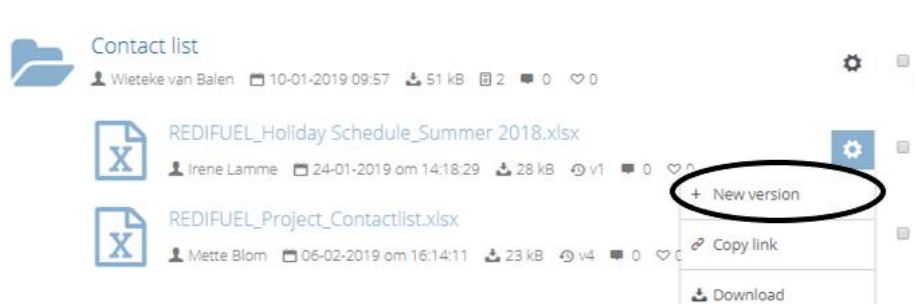 Contact list
Wieteke van Balen 10-01-2019 09:57 51 kB 2 0 0
REDIFUEL_Holiday Schedule_Summer 2018.xlsx
Irene Lamme 24-01-2019 om 14:18:29 28 kB v1 0 0
+ New version
REDIFUEL_Project_Contactlist.xlsx
Mette Blom 06-02-2019 om 16:14:11 23 kB v4 0
Copy link
Download